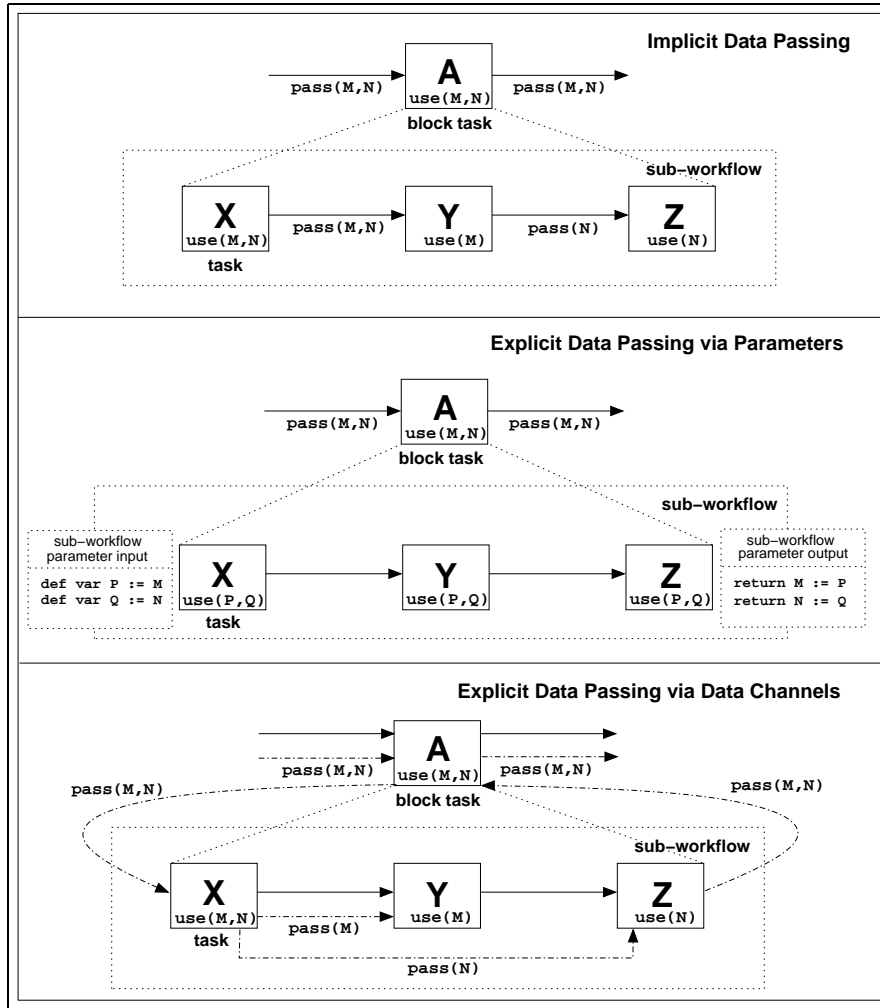 Implicit Data Passing
A
pass(M,N)
use(M,N)
pass(M,N)
block task
sub-workflow
X
Y
Z
use(M,N)
pass(M,N)
use(M)
pass(N)
use(N)
task
Explicit Data Passing via Parameters
A
pass(M,N)
use(M,N)
pass(M,N)
block task
sub-workflow
sub-workflow
parameter input
def var P := M
def var Q := N
X
Y
Z
use(P,Q)
use(P,Q)
use(P,Q)
task
sub-workflow
parameter output
return M := P
return N := Q
Explicit Data Passing via Data Channels
A
pass(M,N)
use(M,N)
pass(M,N)
pass(M,N)
pass(M,N)
block task
sub-workflow
X
Y
Z
use(M,N)
pass(M)
use(M)
use(N)
task
pass(N)